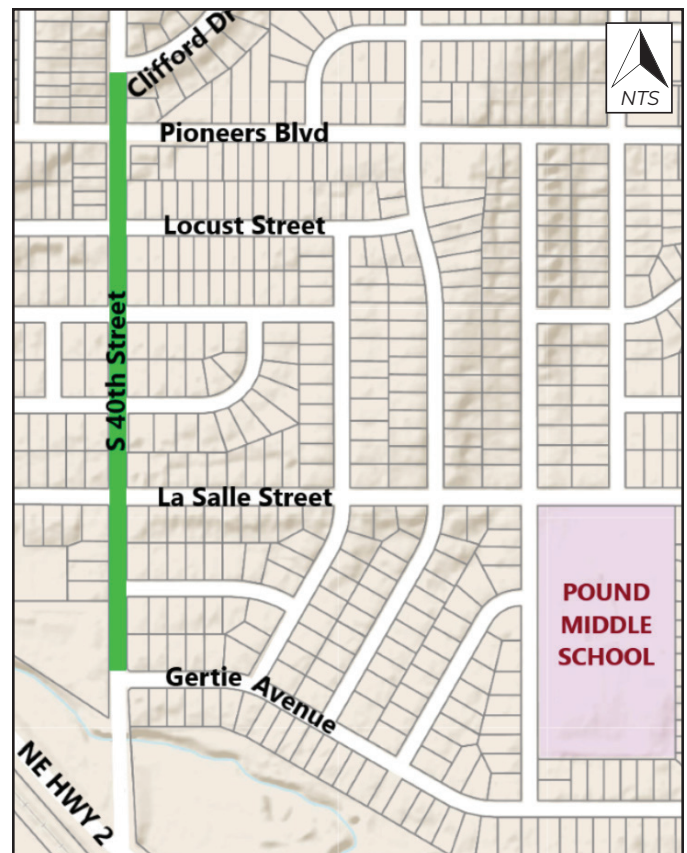 Clifford Dr
NTS
Pioneers Blvd
Locust Street
S 40th Street
La Salle Street
POUND
MIDDLE
SCHOOL
Gertie Avenue
NE HWY 2